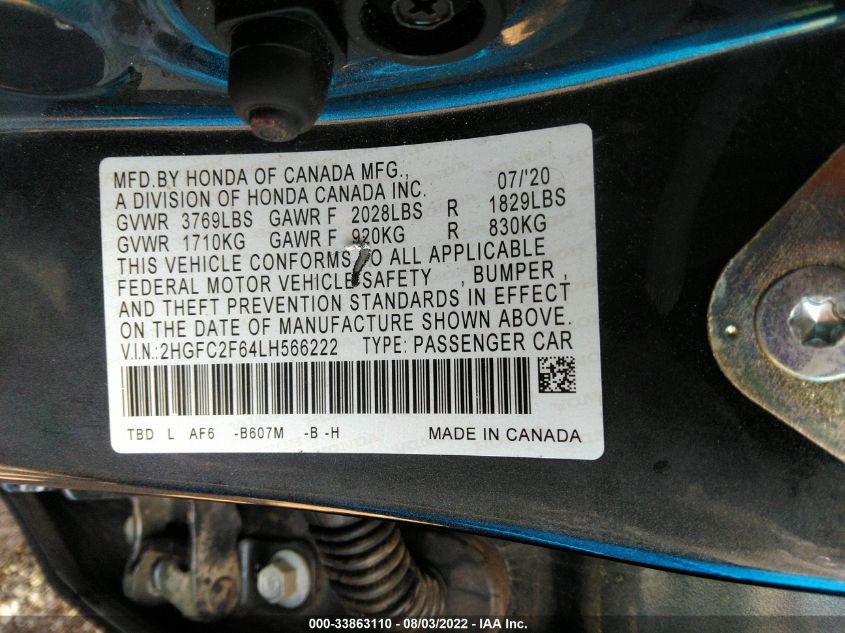 MFD.BY HONDA OF CANADA MFG., 07/'20
A DIVISION OF HONDA CANADA INC.
GVWR 3769LBS GAWR F 2028LBS R 1829LBS
GVWR 1710KG GAWR F 920KG R 830KG
THIS VEHICLE CONFORMS TO ALL APPLICABLE
FEDERAL MOTOR VEHICLE SAFETY , BUMPER ,
AND THEFT PREVENTION STANDARDS IN EFFECT
ON THE DATE OF MANUFACTURE SHOWN ABOVE.
V.I.N.:2HGFC2F64LH566222 TYPE: PASSENGER CAR
TBD L AF6 -B607M -B -H MADE IN CANADA
000-33863110 - 08/03/2022 - IAA Inc.